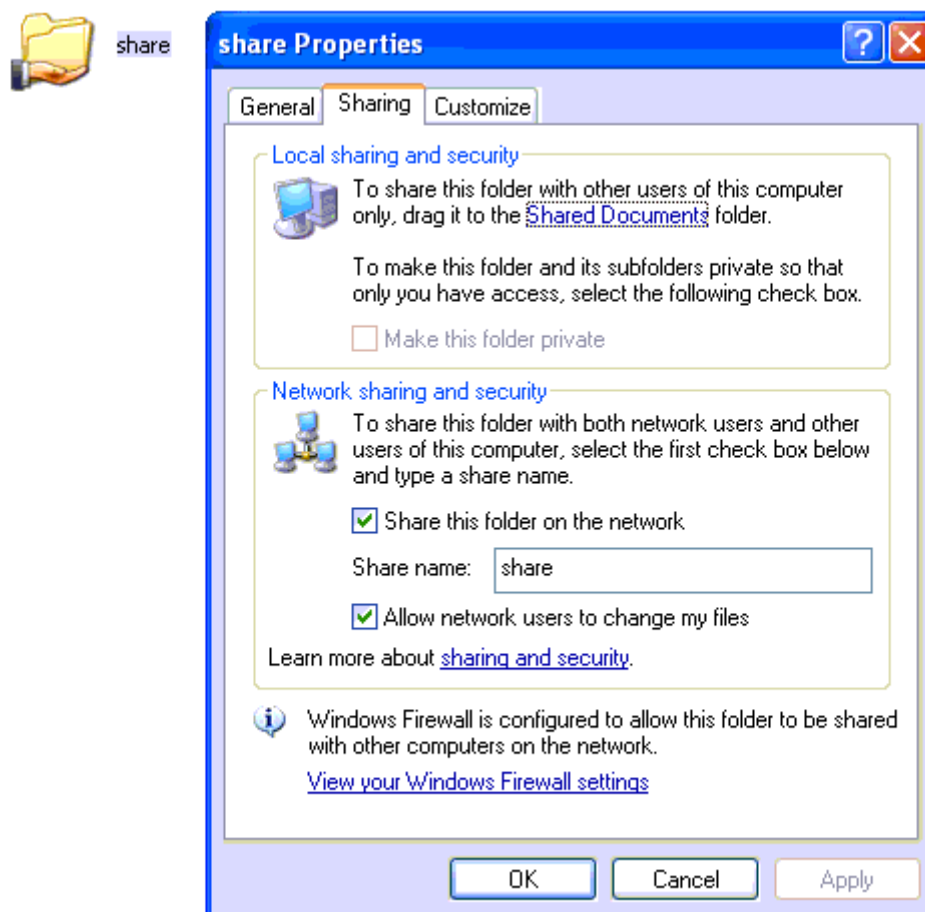 share
share Properties
General Sharing Customize
Local sharing and security
To share this folder with other users of this computer
only, drag it to the Shared Documents folder.
To make this folder and its subfolders private so that
only you have access, select the following check box.
Make this folder private
Network sharing and security
To share this folder with both network users and other
users of this computer, select the first check box below
and type a share name.
Share this folder on the network
Share name: share
Allow network users to change my files
Learn more about sharing and security.
Windows Firewall is configured to allow this folder to be shared
with other computers on the network.
View your Windows Firewall settings
OK Cancel Apply